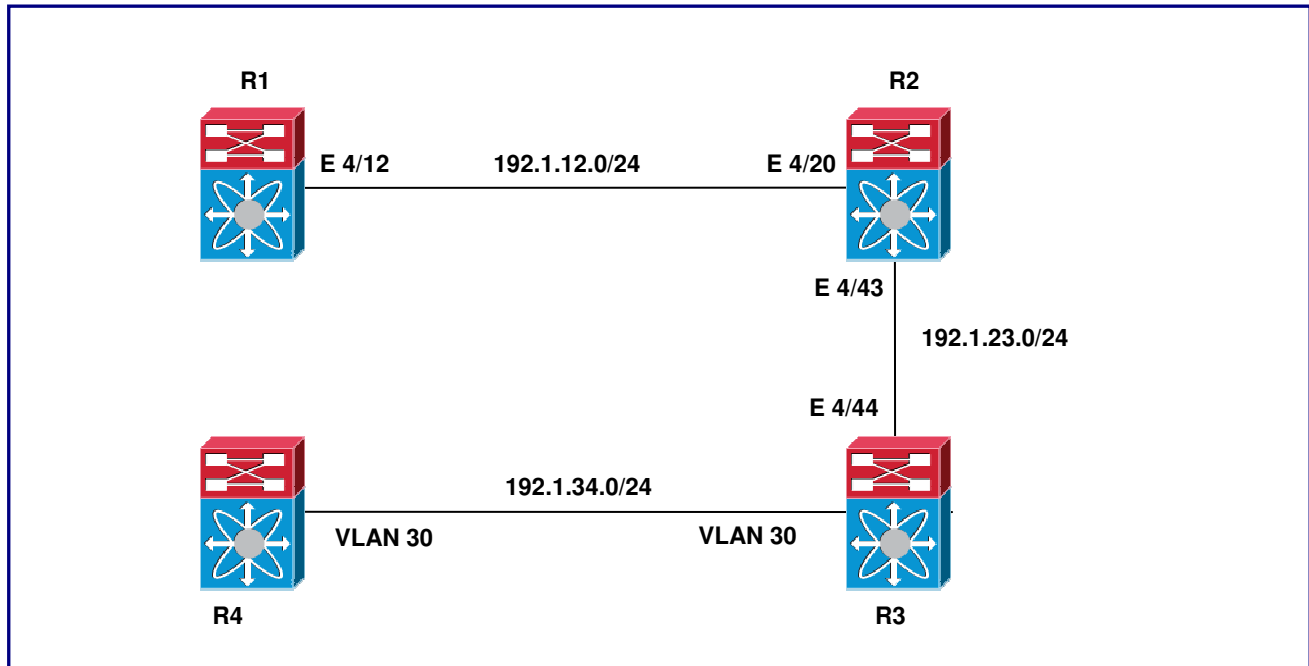 R1
R2
E 4/12
192.1.12.0/24
E 4/20
E 4/43
192.1.23.0/24
E 4/44
192.1.34.0/24
VLAN 30
VLAN 30
R4
R3